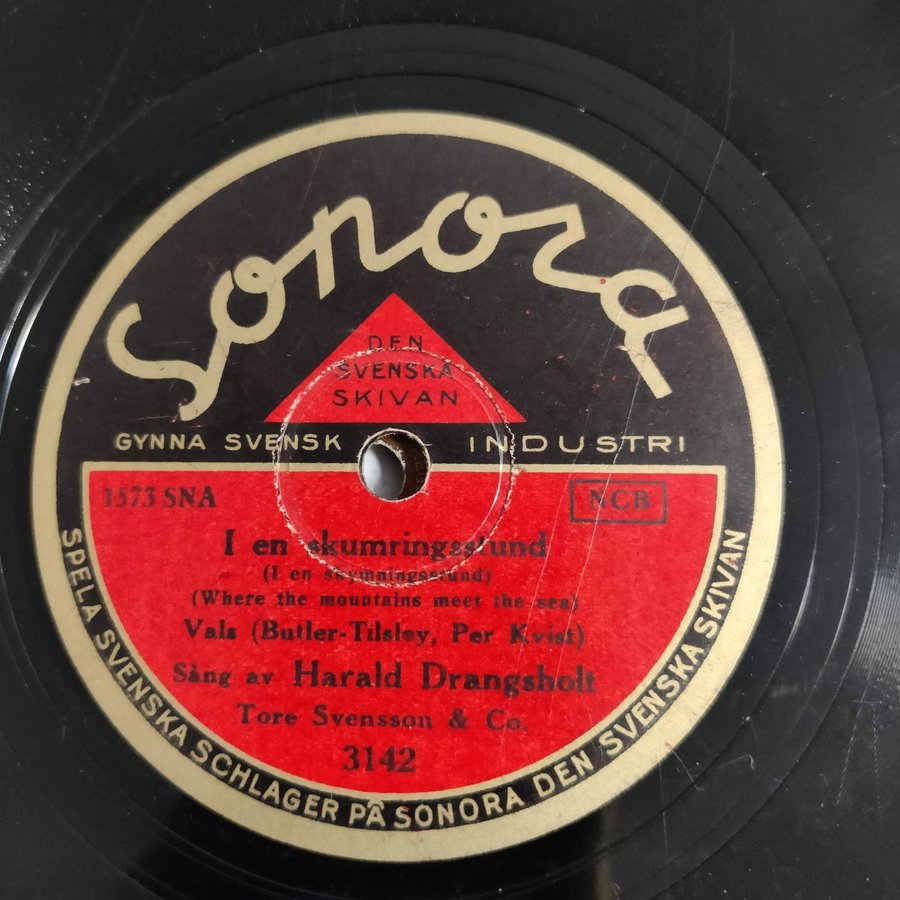 Sonora
DEN
SVENSKA
SKIVAN
GYNNA SVENSK INDUSTRI
1573 SNA
NCB
I en skumringsstund
(I en skymningsstund)
(Where the mountains meet the sea)
Vals (Butler-Tilsley, Per Kvist)
Sång av Harald Drangsholt
Tore Svensson & Co.
3142
SPELA SVENSKA SCHLAGER PÅ SONORA DEN SVENSKA SKIVAN